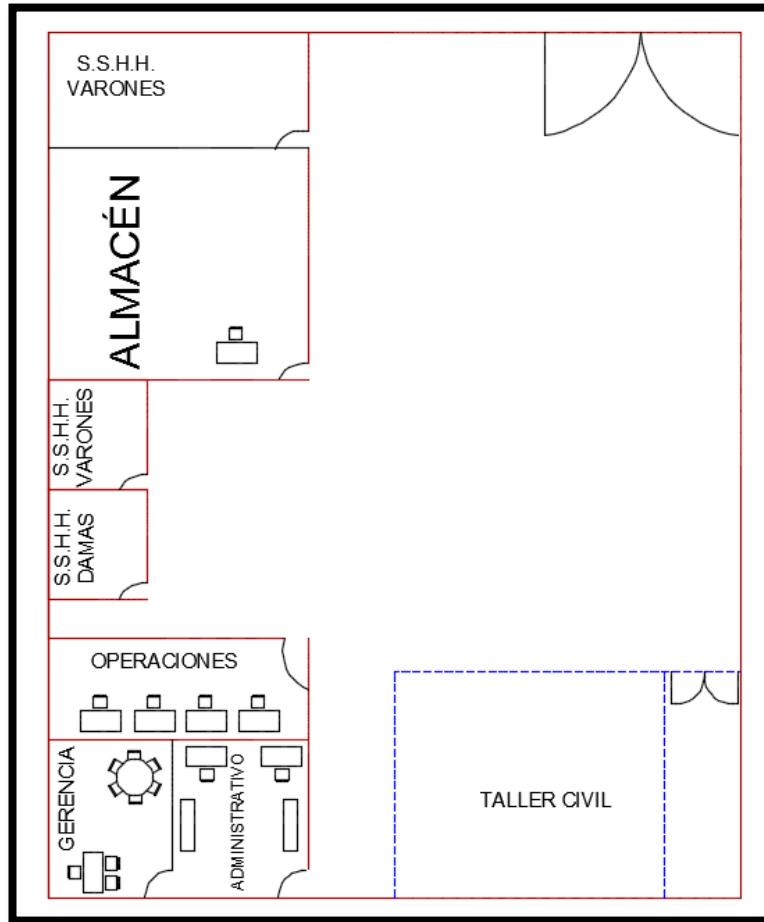 S.S.H.H.
VARONES
ALMACÉN
S.S.H.H.
VARONES
S.S.H.H.
DAMAS
OPERACIONES
GERENCIA
ADMINISTRATIVO
TALLER CIVIL